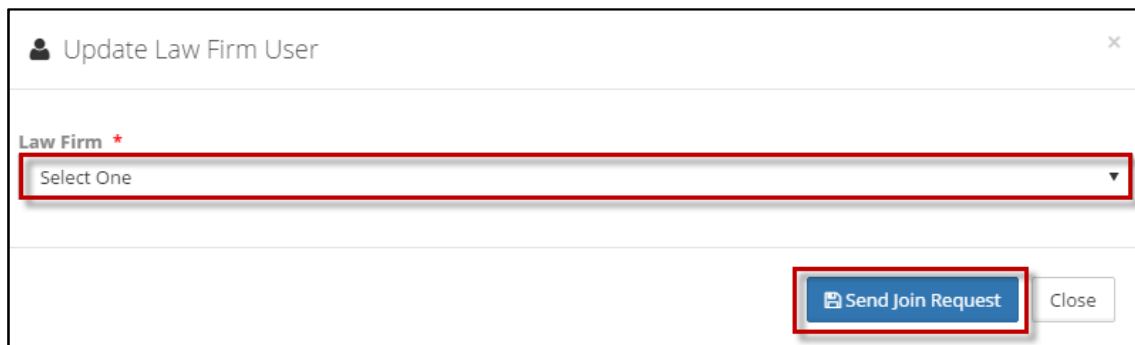 Update Law Firm User
×
Law Firm *
Select One
Send Join Request Close